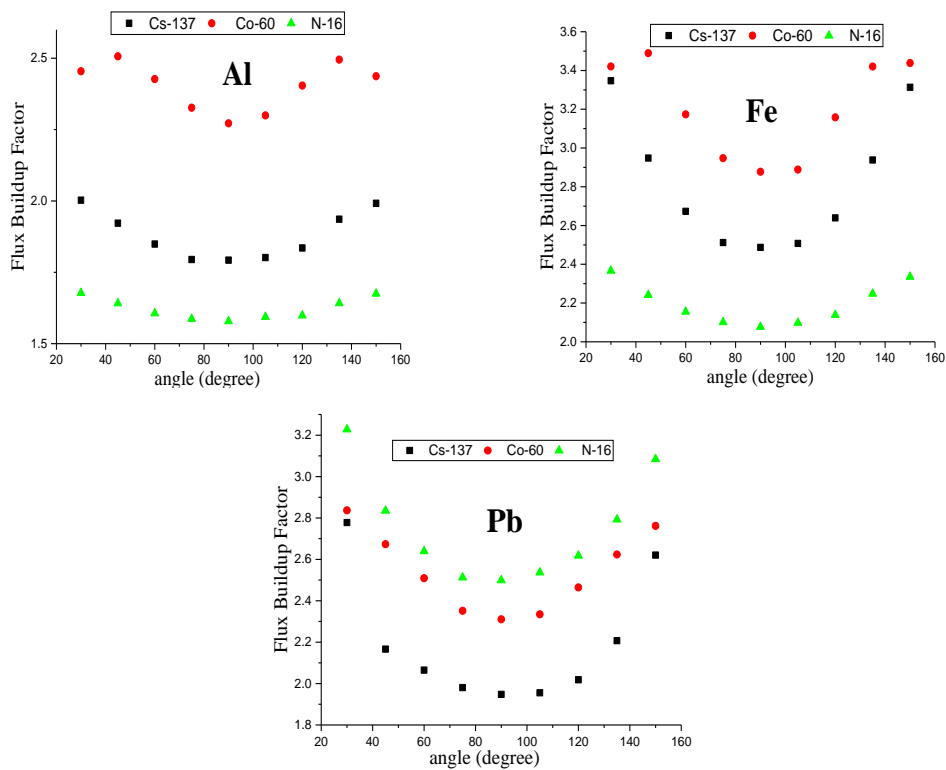 Cs-137 Co-60 N-16
Al
Flux Buildup Factor
2.5
2.0
1.5
20 40 60 80 100 120 140 160
angle (degree)
Cs-137 Co-60 N-16
Fe
Flux Buildup Factor
3.6
3.4
3.2
3.0
2.8
2.6
2.4
2.2
2.0
20 40 60 80 100 120 140 160
angle (degree)
Cs-137 Co-60 N-16
Pb
Flux Buildup Factor
3.2
3.0
2.8
2.6
2.4
2.2
2.0
1.8
20 40 60 80 100 120 140 160
angle (degree)